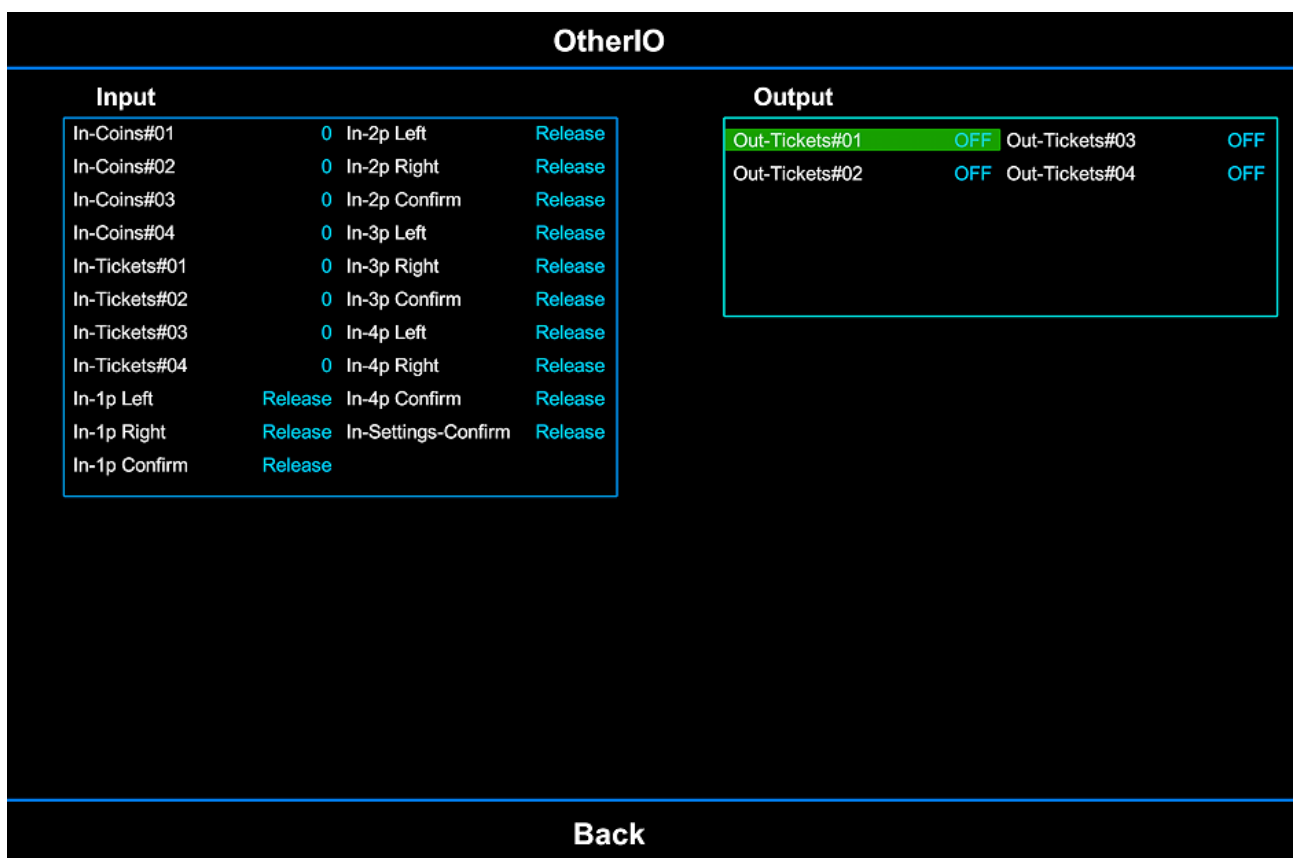 OtherIO
Input
In-Coins#01 0 In-2p Left Release
In-Coins#02 0 In-2p Right Release
In-Coins#03 0 In-2p Confirm Release
In-Coins#04 0 In-3p Left Release
In-Tickets#01 0 In-3p Right Release
In-Tickets#02 0 In-3p Confirm Release
In-Tickets#03 0 In-4p Left Release
In-Tickets#04 0 In-4p Right Release
In-1p Left Release In-4p Confirm Release
In-1p Right Release In-Settings-Confirm Release
In-1p Confirm Release
Output
Out-Tickets#01 OFF Out-Tickets#03 OFF
Out-Tickets#02 OFF Out-Tickets#04 OFF
Back